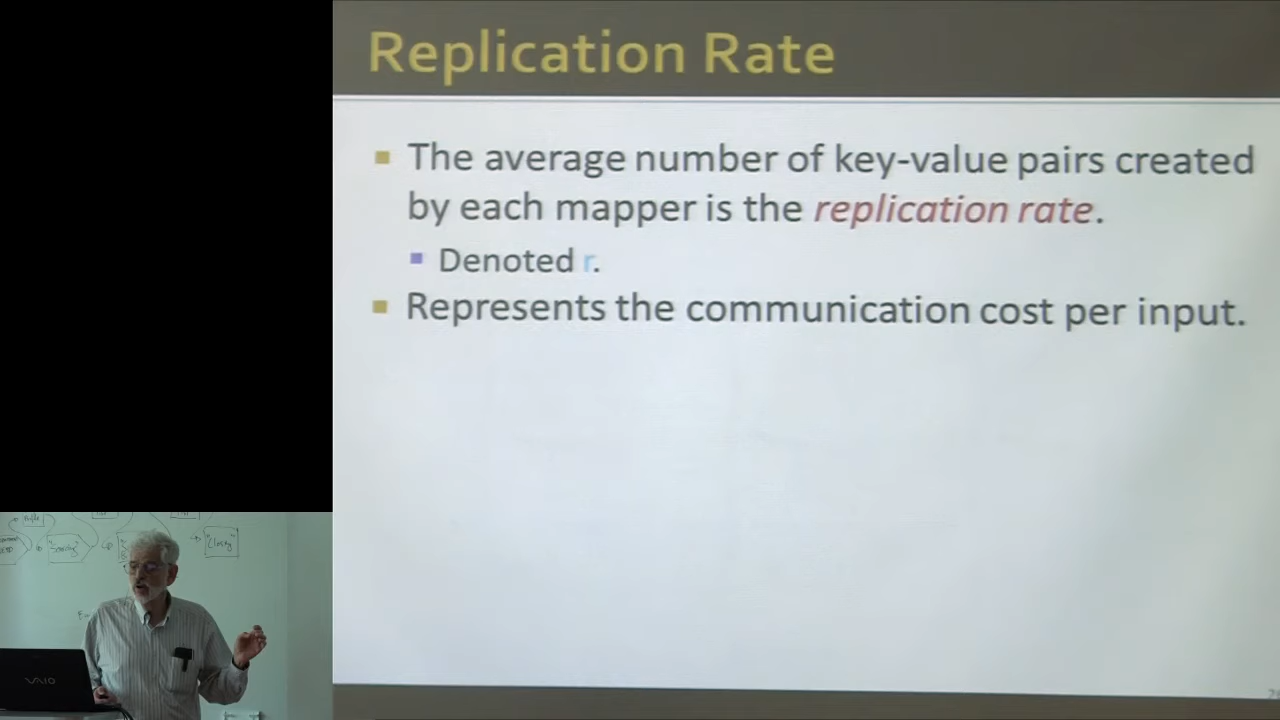 Replication Rate
The average number of key-value pairs created
by each mapper is the replication rate.
Denoted r.
Represents the communication cost per input.
VAIO